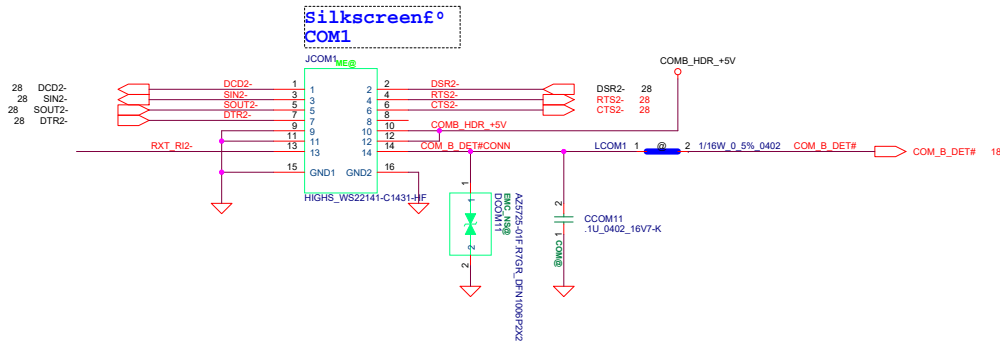 Silkscreen£º
COM1
JCOM1
ME@
COMB_HDR_+5V
28 DCD2- DCD2- 1 1 2 2 DSR2- DSR2- 28
28 SIN2- SIN2- 3 3 4 4 RTS2- RTS2- 28
28 SOUT2- SOUT2- 5 5 6 6 CTS2- CTS2- 28
28 DTR2- DTR2- 7 7 8 8
9 9 10 10 COMB_HDR_+5V
11 11 12 12
RXT_RI2- 13 13 14 14 COM_B_DET#CONN LCOM1 1 @ 2 1/16W_0_5%_0402 COM_B_DET# COM_B_DET# 18
15 GND1 GND2 16
HIGHS_WS22141-C1431-HF
1 1 2 2
AZ5725-01F.R7GR_DFN1006P2X2
EMC_NS@
DCOM11
2 1
CCOM11
.1U_0402_16V7-K
COM@